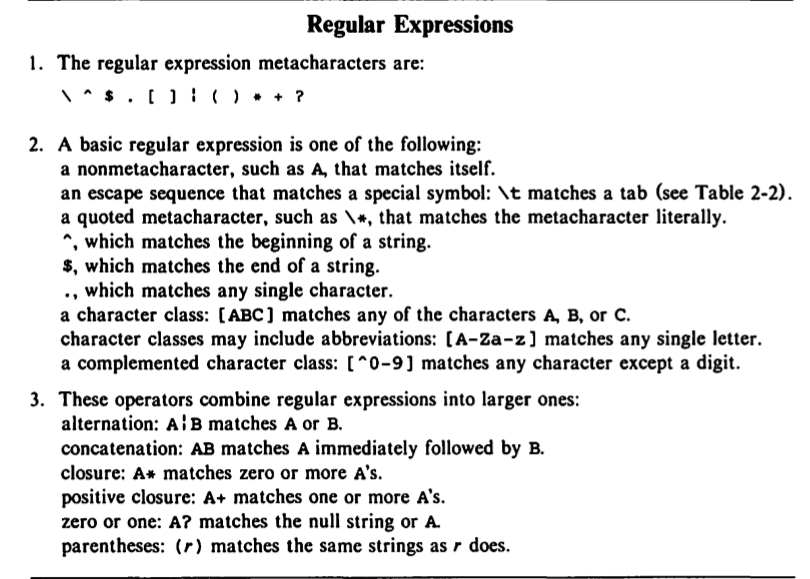 Regular Expressions
1. The regular expression metacharacters are:
\ ^ $ . [ ] ¦ ( ) * + ?
2. A basic regular expression is one of the following:
a nonmetacharacter, such as A, that matches itself.
an escape sequence that matches a special symbol: \t matches a tab (see Table 2-2).
a quoted metacharacter, such as \*, that matches the metacharacter literally.
^, which matches the beginning of a string.
$, which matches the end of a string.
., which matches any single character.
a character class: [ABC] matches any of the characters A, B, or C.
character classes may include abbreviations: [A-Za-z] matches any single letter.
a complemented character class: [^0-9] matches any character except a digit.
3. These operators combine regular expressions into larger ones:
alternation: A¦B matches A or B.
concatenation: AB matches A immediately followed by B.
closure: A* matches zero or more A's.
positive closure: A+ matches one or more A's.
zero or one: A? matches the null string or A.
parentheses: (r) matches the same strings as r does.